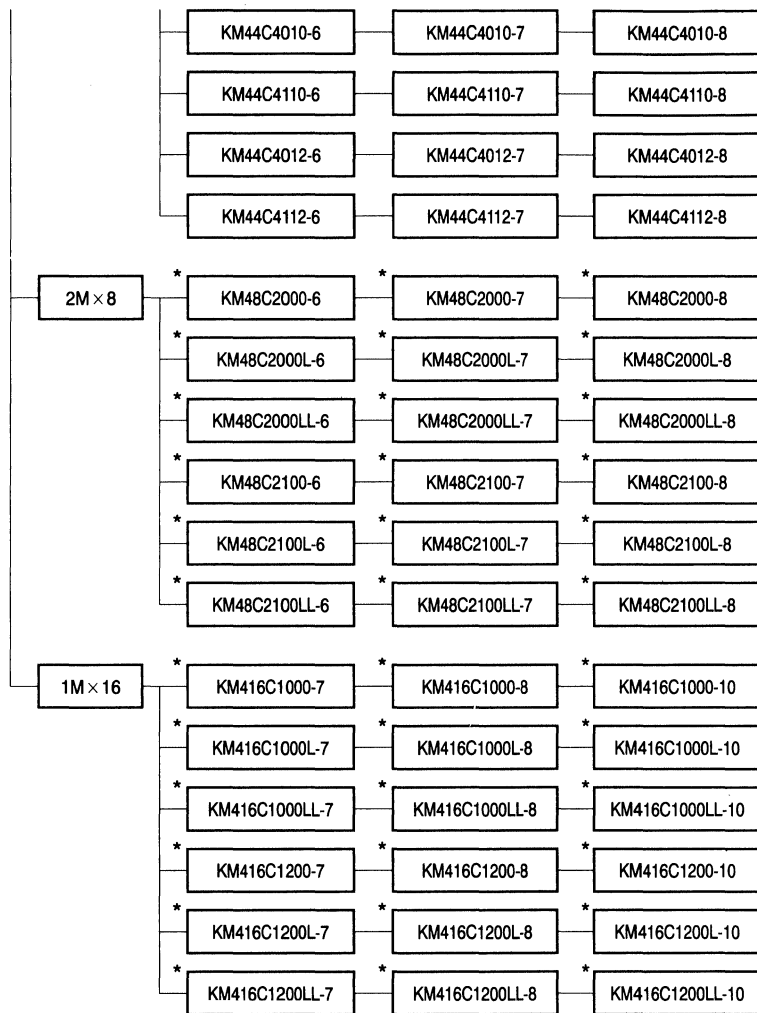 KM44C4010-6 KM44C4010-7 KM44C4010-8
KM44C4110-6 KM44C4110-7 KM44C4110-8
KM44C4012-6 KM44C4012-7 KM44C4012-8
KM44C4112-6 KM44C4112-7 KM44C4112-8
2M×8 * KM48C2000-6 * KM48C2000-7 * KM48C2000-8
* KM48C2000L-6 * KM48C2000L-7 * KM48C2000L-8
* KM48C2000LL-6 * KM48C2000LL-7 * KM48C2000LL-8
* KM48C2100-6 * KM48C2100-7 * KM48C2100-8
* KM48C2100L-6 * KM48C2100L-7 * KM48C2100L-8
* KM48C2100LL-6 * KM48C2100LL-7 * KM48C2100LL-8
1M×16 * KM416C1000-7 * KM416C1000-8 * KM416C1000-10
* KM416C1000L-7 * KM416C1000L-8 * KM416C1000L-10
* KM416C1000LL-7 * KM416C1000LL-8 * KM416C1000LL-10
* KM416C1200-7 * KM416C1200-8 * KM416C1200-10
* KM416C1200L-7 * KM416C1200L-8 * KM416C1200L-10
* KM416C1200LL-7 * KM416C1200LL-8 * KM416C1200LL-10